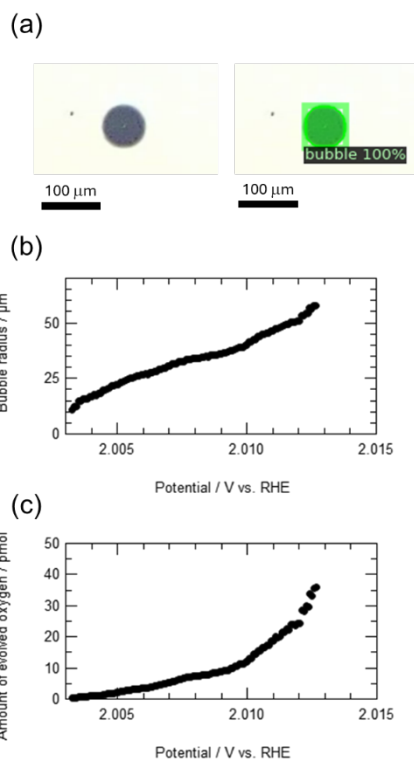 (a)
bubble 100%
100 μm
100 μm
(b)
Bubble radius / μm
50
25
0
2.005
2.010
2.015
Potential / V vs. RHE
(c)
Amount of evolved oxygen / pmol
50
40
30
20
10
0
2.005
2.010
2.015
Potential / V vs. RHE